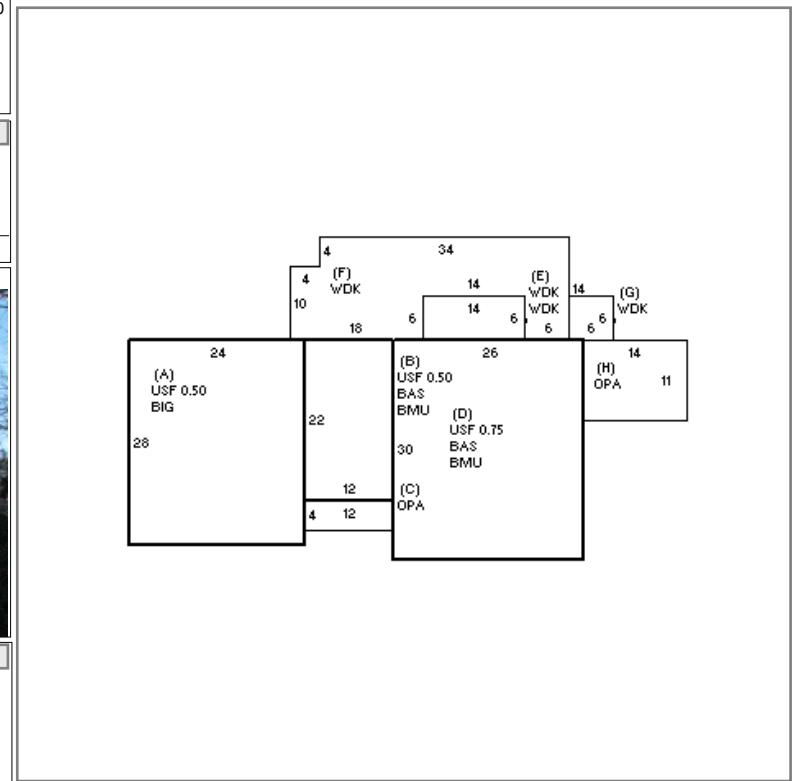 0
4
34
4
(F)
WDK
10
18
14
14
6
6
(E)
WDK
WDK
6
14
(G)
WDK
6
6
24
(A)
USF 0.50
BIG
28
22
12
4
12
(B)
USF 0.50
BAS
BMU
30
(C)
OPA
26
(D)
USF 0.75
BAS
BMU
(H)
OPA
14
11